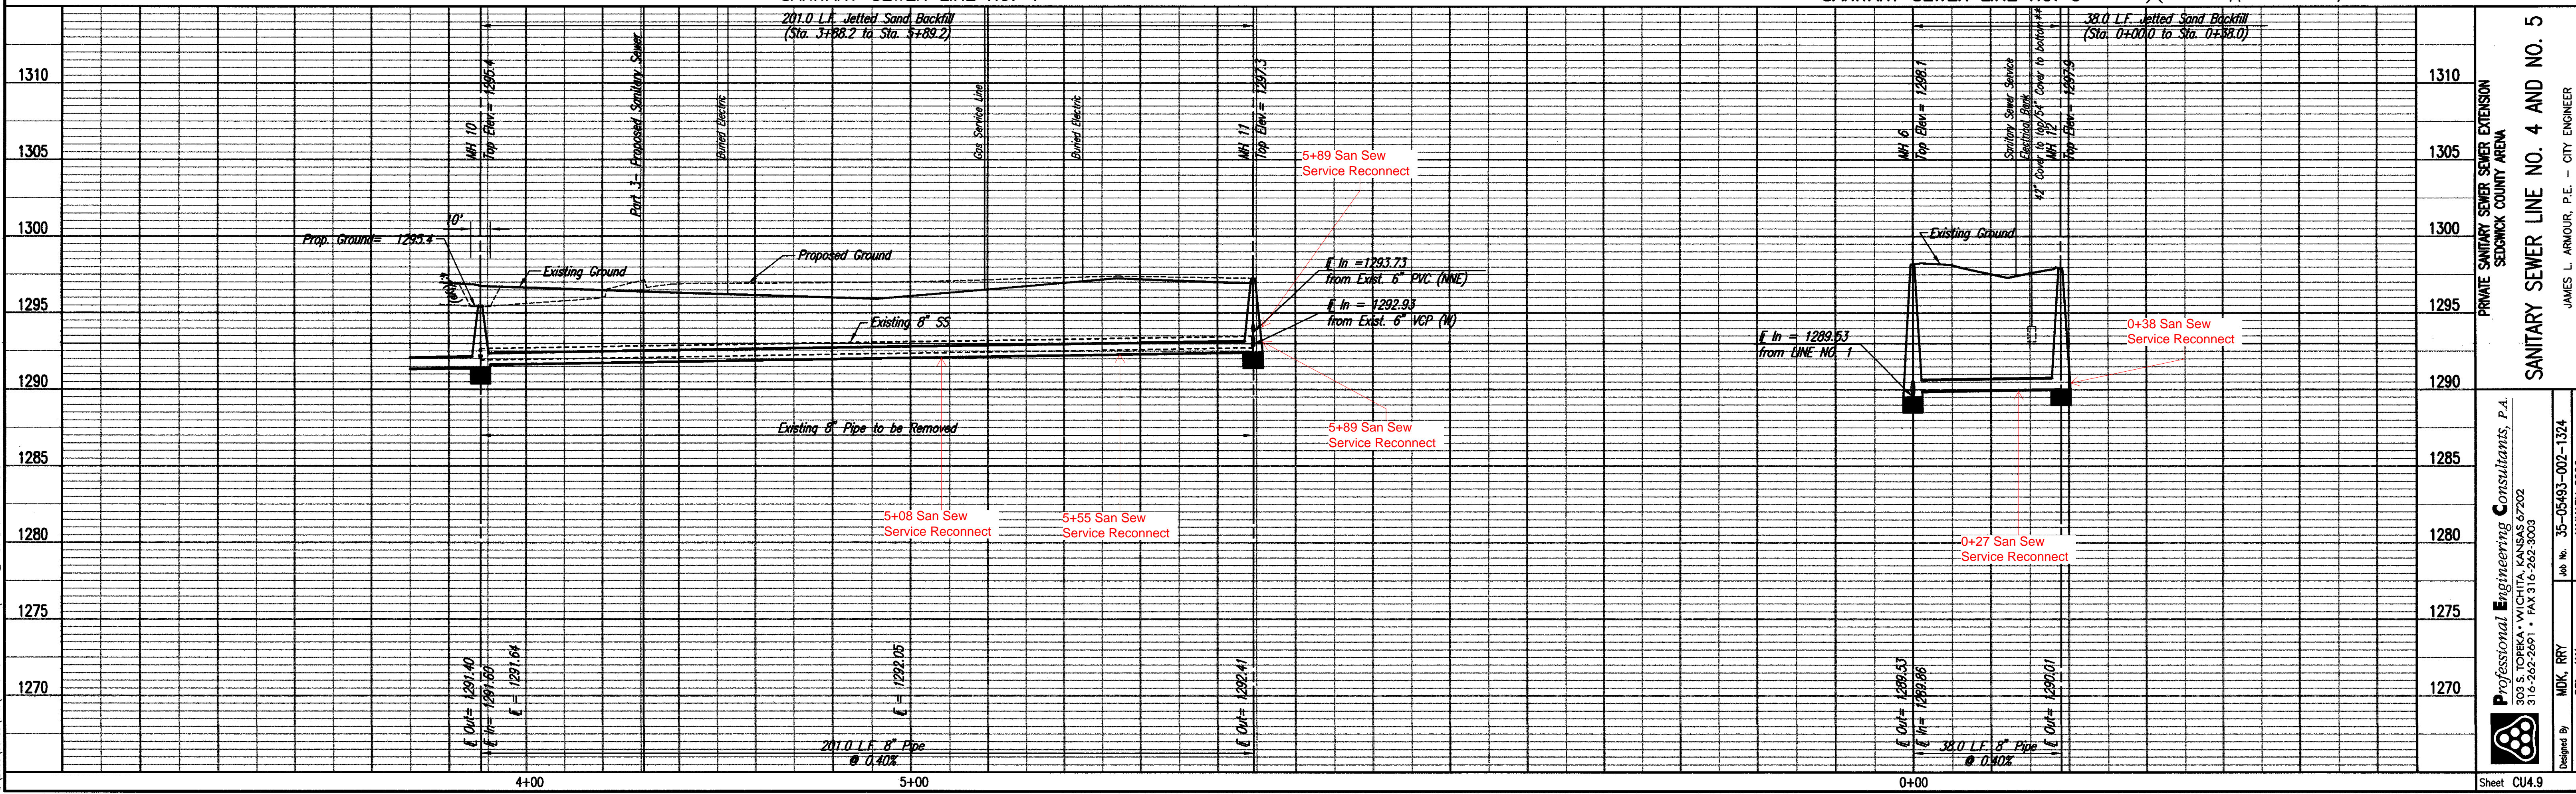 201.0 L.F. Jetted Sand Backfill
(Sta. 3+88.2 to Sta. 5+89.2)
38.0 L.F. Jetted Sand Backfill
(Sta. 0+00.0 to Sta. 0+38.0)
1310
1305
1300
1295
1290
1285
1280
1275
1270
MH 10
Top Elev.= 1295.4
Part 3- Proposed Sanitary Sewer
Buried Electric
Gas Service Line
Buried Electric
MH 11
Top Elev.= 1297.3
5+89 San Sew
Service Reconnect
10'
Prop. Ground= 1295.4
Existing Ground
Proposed Ground
Existing 8" SS
In =1293.73
from Exist. 6" PVC (NNE)
In = 1292.93
from Exist. 6" VCP (W)
Existing 8" Pipe to be Removed
5+89 San Sew
Service Reconnect
5+08 San Sew
Service Reconnect
5+55 San Sew
Service Reconnect
Out= 1291.40
In= 1291.60
= 1291.64
= 1292.05
Out= 1292.41
201.0 L.F. 8" Pipe
@ 0.40%
4+00
5+00
MH 6
Top Elev.= 1298.1
Sanitary Sewer Service
Electrical Bank
42" Cover to top/54" Cover to bottom **
MH 12
Top Elev.= 1297.9
Existing Ground
In = 1289.53
from LINE NO. 1
0+38 San Sew
Service Reconnect
0+27 San Sew
Service Reconnect
Out= 1289.53
In= 1289.86
Out= 1290.01
38.0 L.F. 8" Pipe
@ 0.40%
0+00
1310
1305
1300
1295
1290
1285
1280
1275
1270
PRIVATE SANITARY SEWER EXTENSION
SEDGWICK COUNTY ARENA
SANITARY SEWER LINE NO. 4 AND NO. 5
JAMES L. ARMOUR, P.E. - CITY ENGINEER
Professional Engineering Consultants, P.A.
303 S. TOPEKA • WICHITA, KANSAS 67202
316-262-2691 • FAX 316-262-3003
Job No. 35-05493-002-1324
Designed By MDK, RRY
Sheet CU4.9